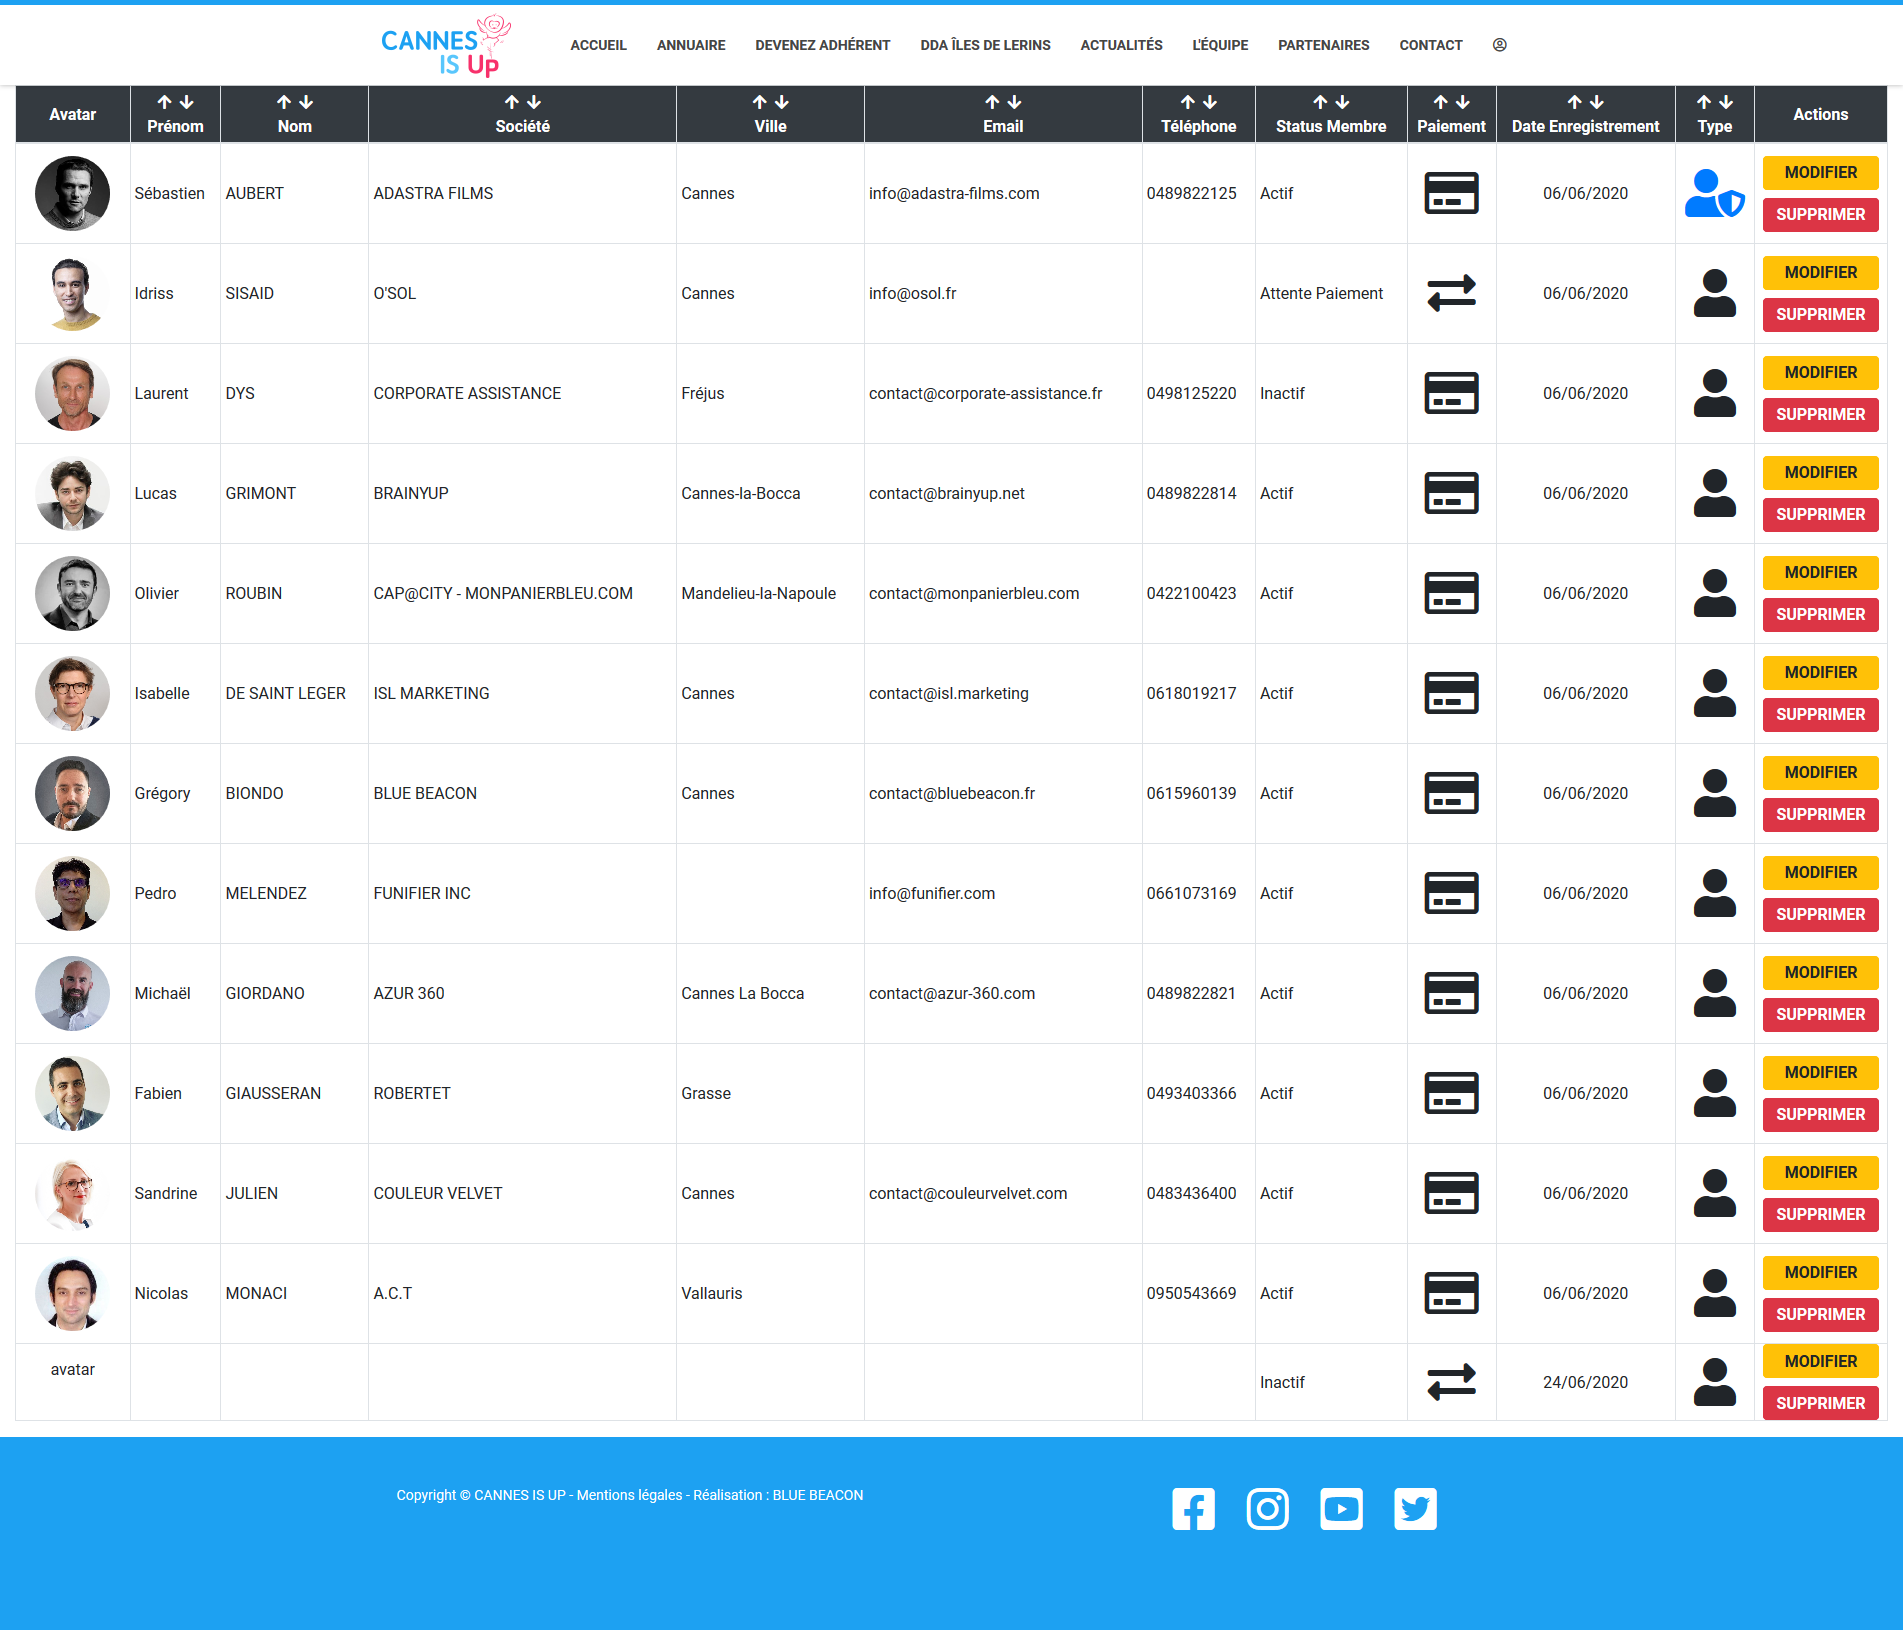 CANNES IS Up
ACCUEIL ANNUAIRE DEVENEZ ADHÉRENT DDA ÎLES DE LERINS ACTUALITÉS L'ÉQUIPE PARTENAIRES CONTACT
Avatar Prénom Nom Société Ville Email Téléphone Status Membre Paiement Date Enregistrement Type Actions
Sébastien AUBERT ADASTRA FILMS Cannes info@adastra-films.com 0489822125 Actif 06/06/2020 MODIFIER SUPPRIMER
Idriss SISAID O'SOL Cannes info@osol.fr Attente Paiement 06/06/2020 MODIFIER SUPPRIMER
Laurent DYS CORPORATE ASSISTANCE Fréjus contact@corporate-assistance.fr 0498125220 Inactif 06/06/2020 MODIFIER SUPPRIMER
Lucas GRIMONT BRAINYUP Cannes-la-Bocca contact@brainyup.net 0489822814 Actif 06/06/2020 MODIFIER SUPPRIMER
Olivier ROUBIN CAP@CITY - MONPANIERBLEU.COM Mandelieu-la-Napoule contact@monpanierbleu.com 0422100423 Actif 06/06/2020 MODIFIER SUPPRIMER
Isabelle DE SAINT LEGER ISL MARKETING Cannes contact@isl.marketing 0618019217 Actif 06/06/2020 MODIFIER SUPPRIMER
Grégory BIONDO BLUE BEACON Cannes contact@bluebeacon.fr 0615960139 Actif 06/06/2020 MODIFIER SUPPRIMER
Pedro MELENDEZ FUNIFIER INC info@funifier.com 0661073169 Actif 06/06/2020 MODIFIER SUPPRIMER
Michaël GIORDANO AZUR 360 Cannes La Bocca contact@azur-360.com 0489822821 Actif 06/06/2020 MODIFIER SUPPRIMER
Fabien GIAUSSERAN ROBERTET Grasse 0493403366 Actif 06/06/2020 MODIFIER SUPPRIMER
Sandrine JULIEN COULEUR VELVET Cannes contact@couleurvelvet.com 0483436400 Actif 06/06/2020 MODIFIER SUPPRIMER
Nicolas MONACI A.C.T Vallauris 0950543669 Actif 06/06/2020 MODIFIER SUPPRIMER
avatar Inactif 24/06/2020 MODIFIER SUPPRIMER
Copyright © CANNES IS UP - Mentions légales - Réalisation : BLUE BEACON